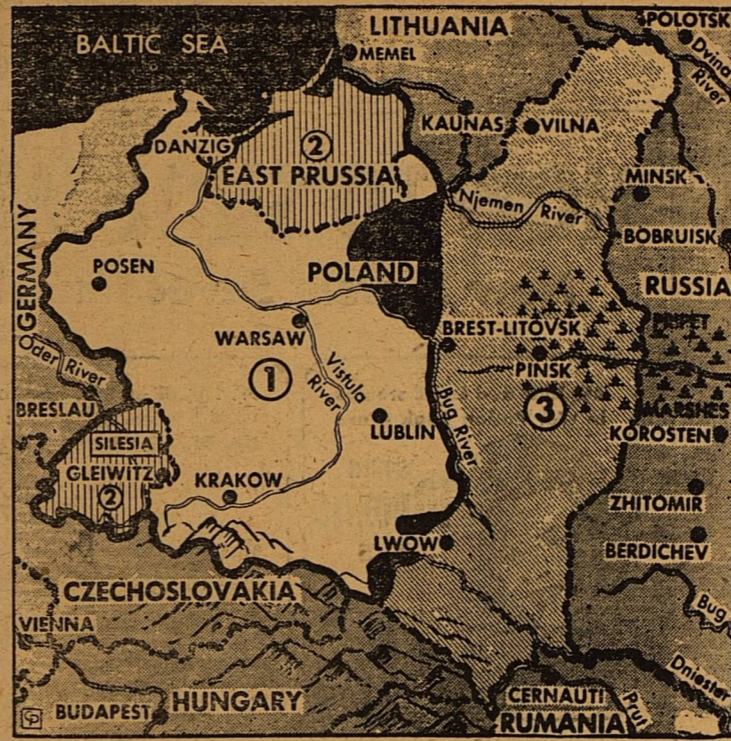 LITHUANIA
POLOTSK
BALTIC SEA
MEMEL
Dvina
River
DANZIG
2
KAUNAS
VILNA
EAST PRUSSIA
MINSK
Njemen River
GERMANY
BOBRUISK
POSEN
POLAND
RUSSIA
WARSAW
BREST-LITOVSK
PRIPET
Oder River
1
Vistula
River
PINSK
BRESLAU
3
MARSHES
SILESIA
LUBLIN
Bug River
KOROSTEN
GLEIWITZ
2
KRAKOW
ZHITOMIR
LWOW
BERDICHEV
CZECHOSLOVAKIA
VIENNA
Bug
Dniester
HUNGARY
CERNAUTI
Prut
BUDAPEST
RUMANIA
CP